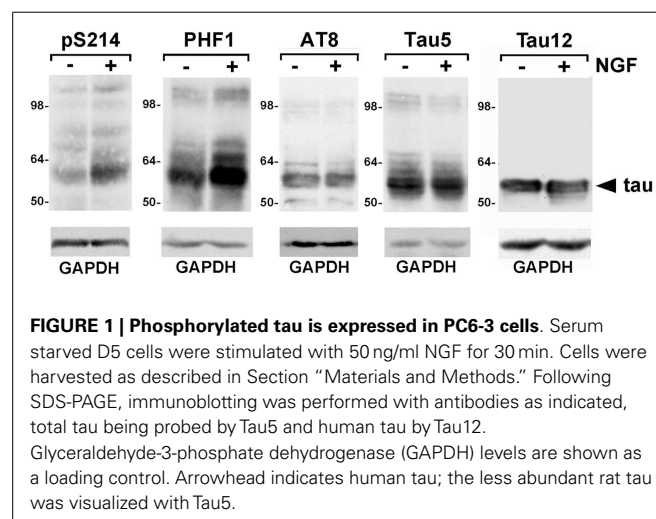 pS214 PHF1 AT8 Tau5 Tau12
- + - + - + - + - + NGF
98- 98- 98- 98- 98-
64- 64- 64- 64- 64-
tau
50- 50- 50- 50- 50-
GAPDH GAPDH GAPDH GAPDH GAPDH
FIGURE 1 | Phosphorylated tau is expressed in PC6-3 cells. Serum
starved D5 cells were stimulated with 50 ng/ml NGF for 30 min. Cells were
harvested as described in Section “Materials and Methods.” Following
SDS-PAGE, immunoblotting was performed with antibodies as indicated,
total tau being probed by Tau5 and human tau by Tau12.
Glyceraldehyde-3-phosphate dehydrogenase (GAPDH) levels are shown as
a loading control. Arrowhead indicates human tau; the less abundant rat tau
was visualized with Tau5.